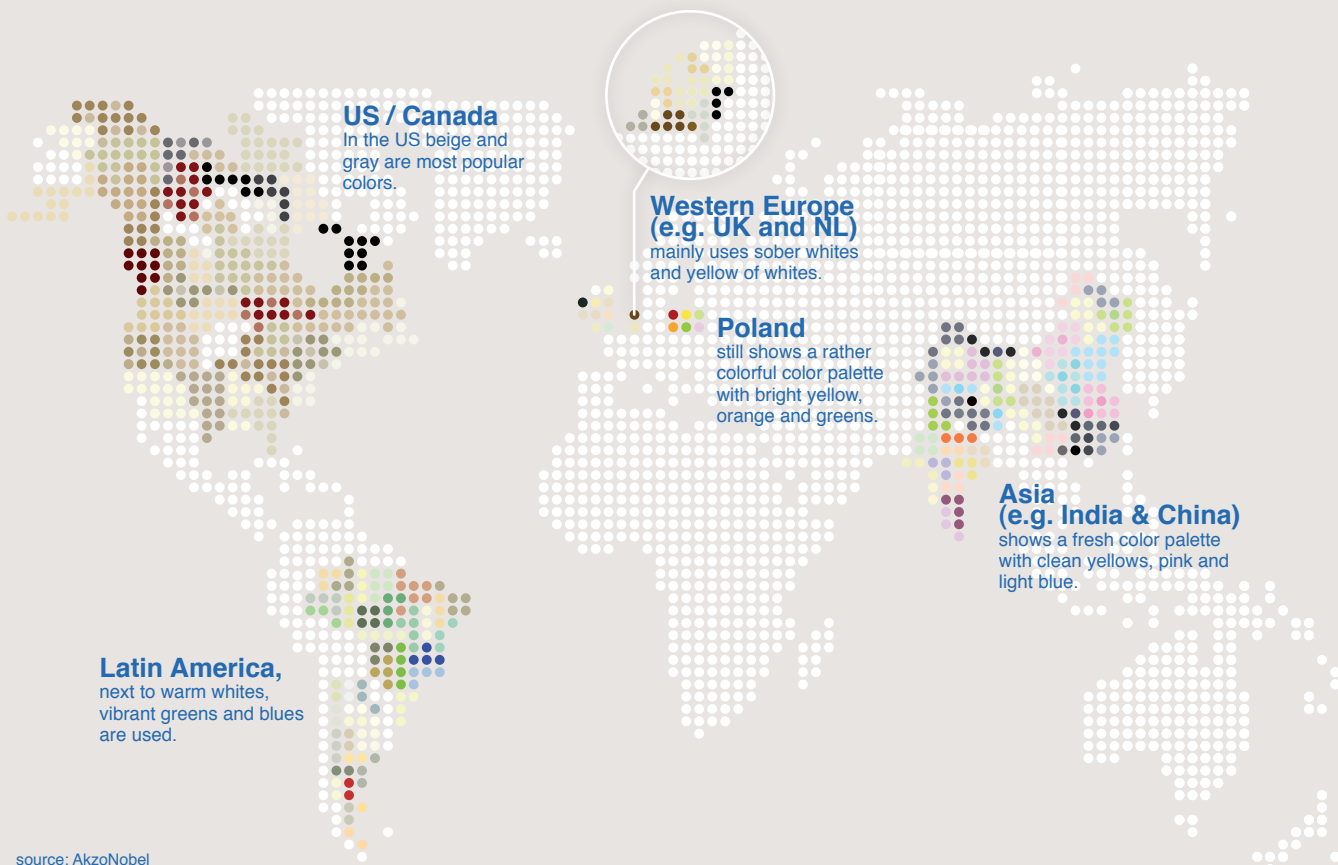 US / Canada
In the US beige and
gray are most popular
colors.
Western Europe
(e.g. UK and NL)
mainly uses sober whites
and yellow of whites.
Poland
still shows a rather
colorful color palette
with bright yellow,
orange and greens.
Asia
(e.g. India & China)
shows a fresh color palette
with clean yellows, pink and
light blue.
Latin America,
next to warm whites,
vibrant greens and blues
are used.
source: AkzoNobel